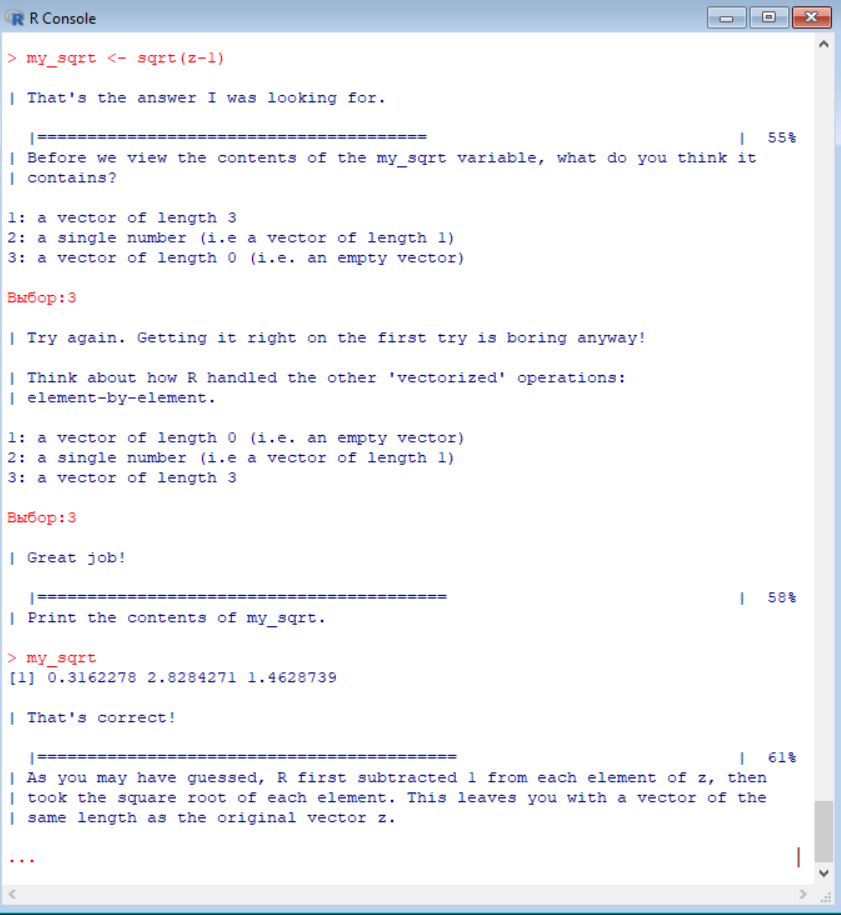 R Console
> my_sqrt <- sqrt(z-1)
| That's the answer I was looking for.
|======================================= | 55%
| Before we view the contents of the my_sqrt variable, what do you think it
| contains?
1: a vector of length 3
2: a single number (i.e a vector of length 1)
3: a vector of length 0 (i.e. an empty vector)
Выбор:3
| Try again. Getting it right on the first try is boring anyway!
| Think about how R handled the other 'vectorized' operations:
| element-by-element.
1: a vector of length 0 (i.e. an empty vector)
2: a single number (i.e a vector of length 1)
3: a vector of length 3
Выбор:3
| Great job!
|========================================= | 58%
| Print the contents of my_sqrt.
> my_sqrt
[1] 0.3162278 2.8284271 1.4628739
| That's correct!
|========================================== | 61%
| As you may have guessed, R first subtracted 1 from each element of z, then
| took the square root of each element. This leaves you with a vector of the
| same length as the original vector z.
...